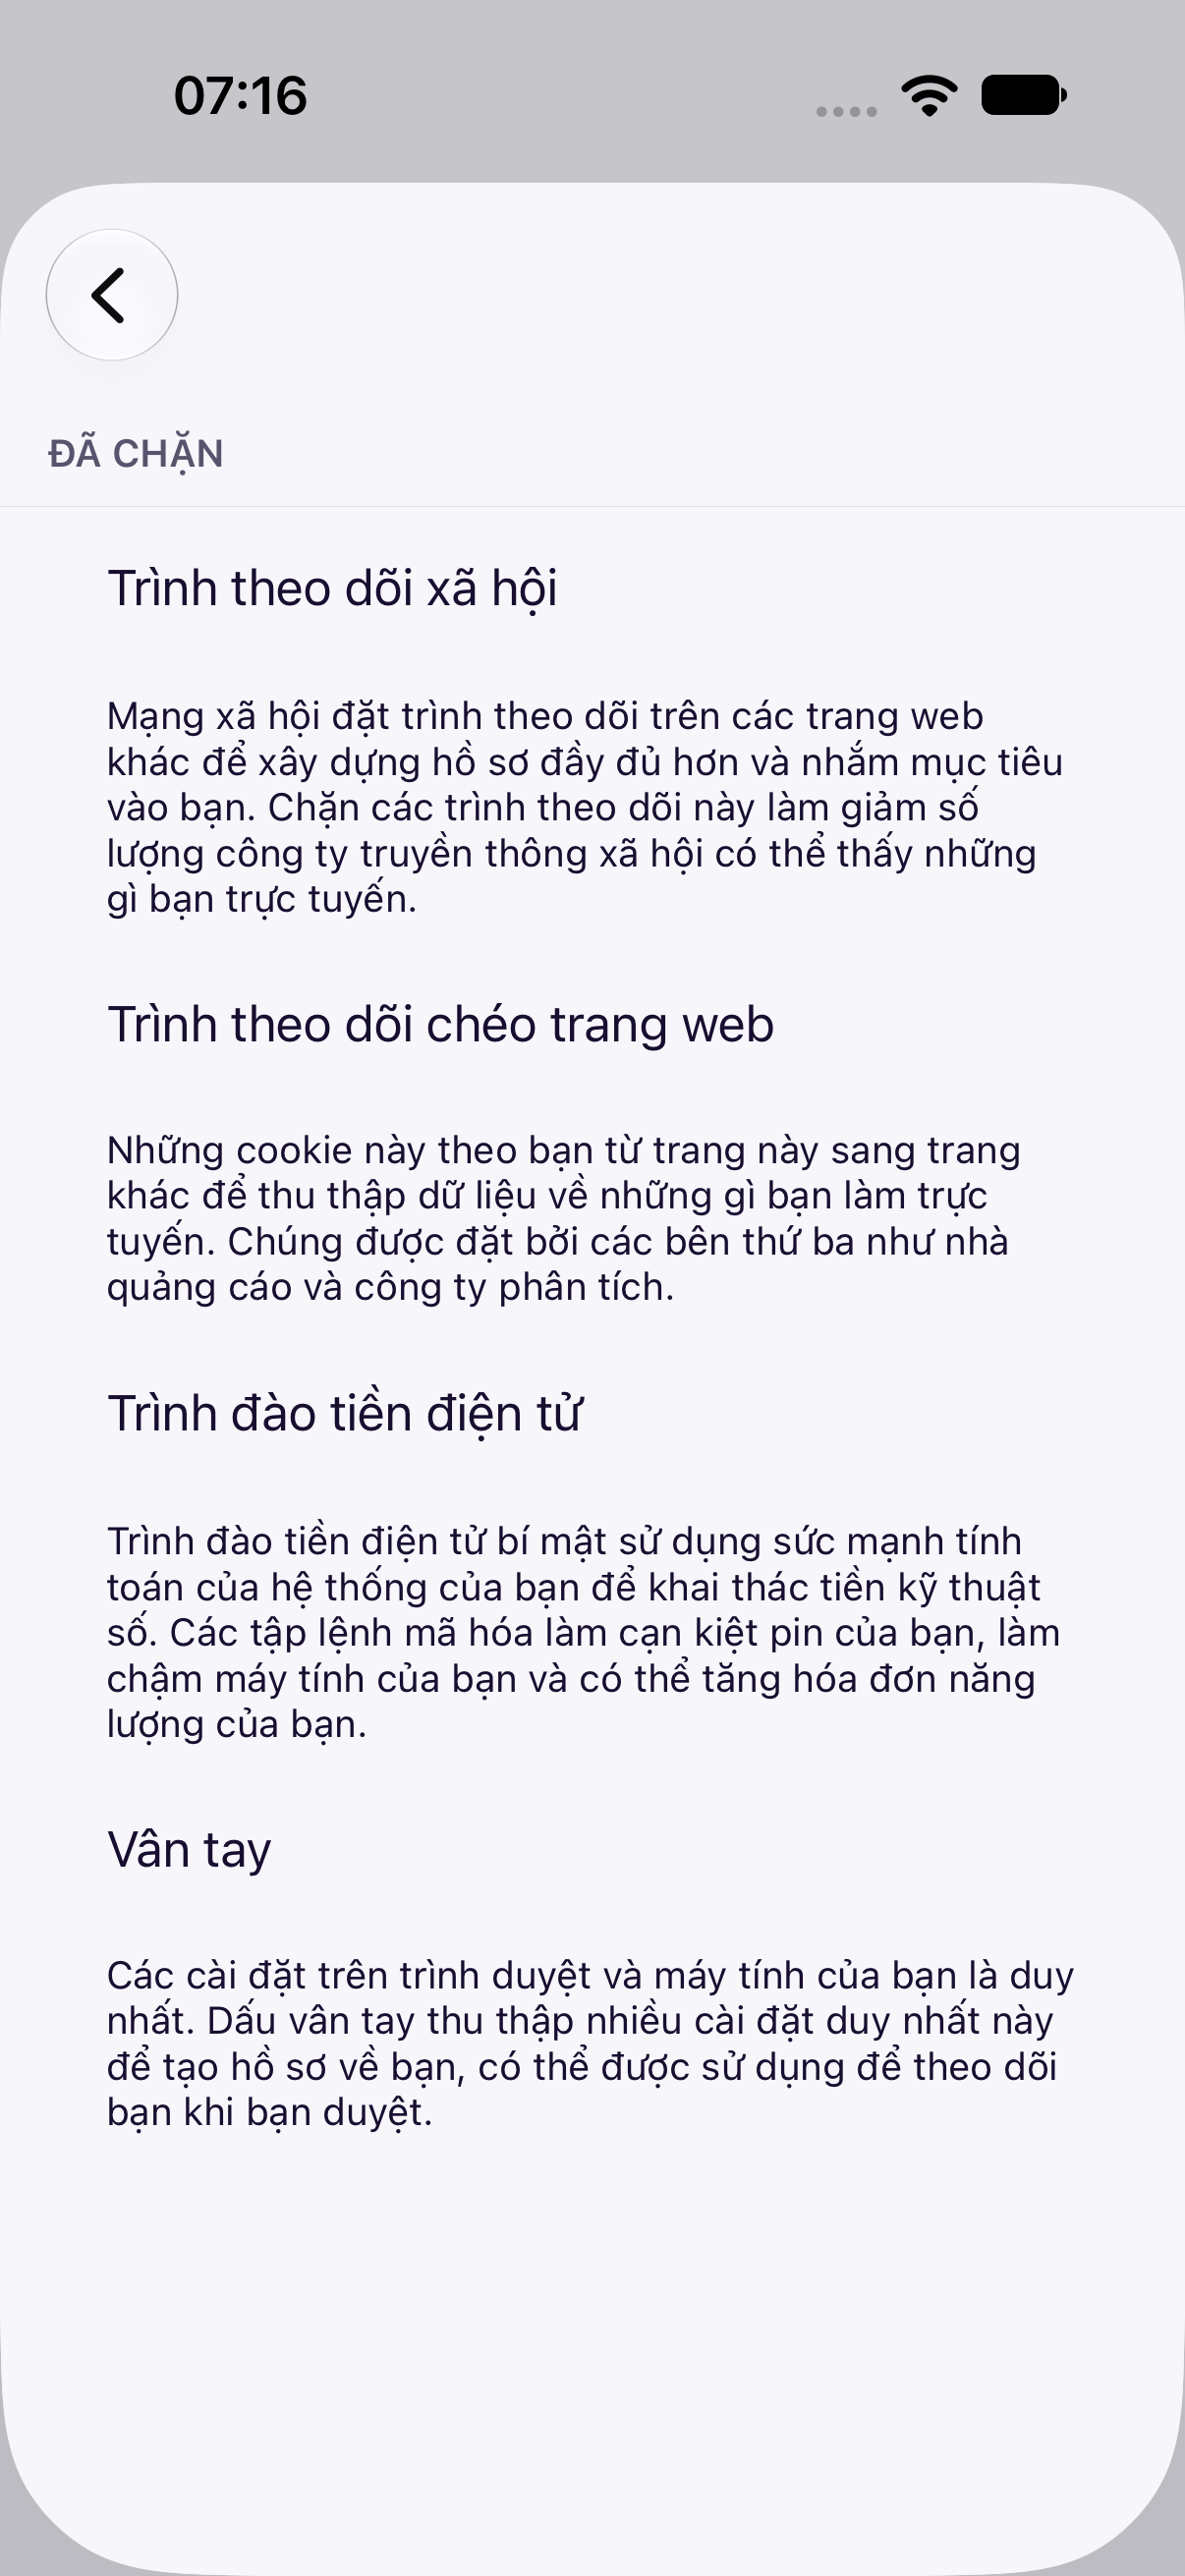 07:16
ĐÃ CHẶN
Trình theo dõi xã hội
Mạng xã hội đặt trình theo dõi trên các trang web
khác để xây dựng hồ sơ đầy đủ hơn và nhắm mục tiêu
vào bạn. Chặn các trình theo dõi này làm giảm số
lượng công ty truyền thông xã hội có thể thấy những
gì bạn trực tuyến.
Trình theo dõi chéo trang web
Những cookie này theo bạn từ trang này sang trang
khác để thu thập dữ liệu về những gì bạn làm trực
tuyến. Chúng được đặt bởi các bên thứ ba như nhà
quảng cáo và công ty phân tích.
Trình đào tiền điện tử
Trình đào tiền điện tử bí mật sử dụng sức mạnh tính
toán của hệ thống của bạn để khai thác tiền kỹ thuật
số. Các tập lệnh mã hóa làm cạn kiệt pin của bạn, làm
chậm máy tính của bạn và có thể tăng hóa đơn năng
lượng của bạn.
Vân tay
Các cài đặt trên trình duyệt và máy tính của bạn là duy
nhất. Dấu vân tay thu thập nhiều cài đặt duy nhất này
để tạo hồ sơ về bạn, có thể được sử dụng để theo dõi
bạn khi bạn duyệt.